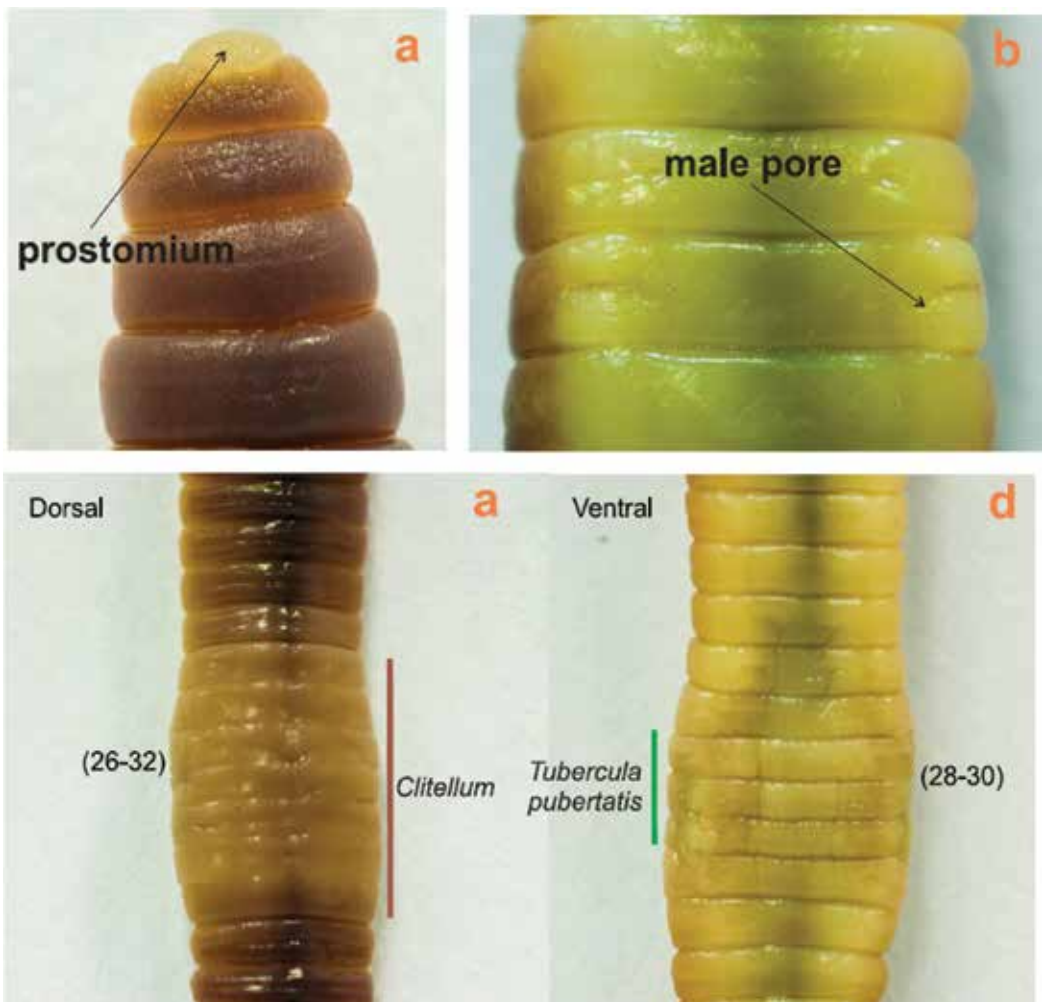 a
prostomium
b
male pore
Dorsal
a
(26-32)
Clitellum
Ventral
d
Tubercula
pubertatis
(28-30)